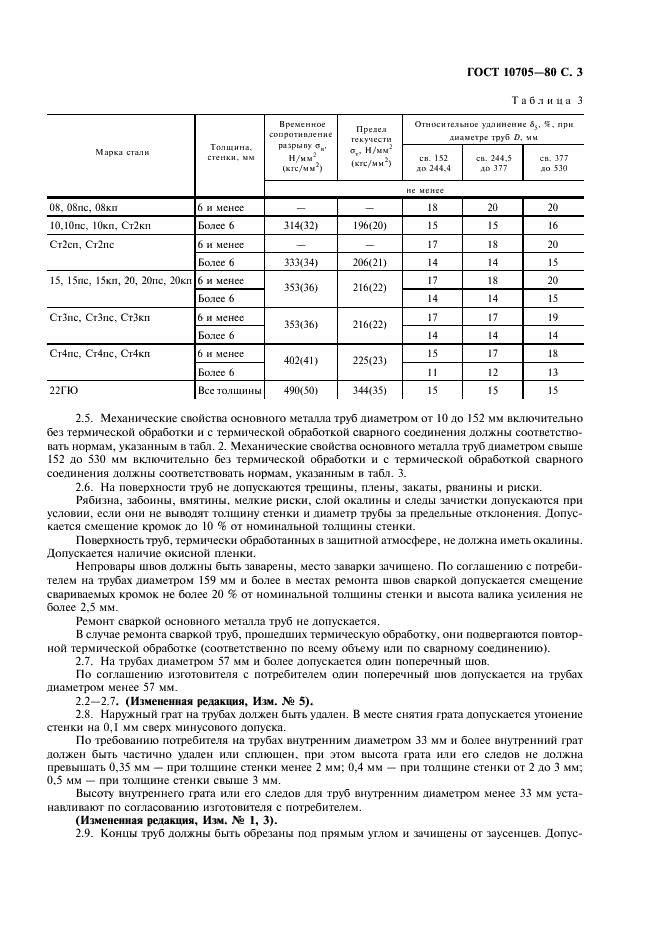 ГОСТ 10705—80 С. 3
Таблица 3
Марка стали
Толщина, стенки, мм
Временное сопротивление разрыву σв, Н/мм² (кгс/мм²)
Предел текучести σт, Н/мм² (кгс/мм²)
Относительное удлинение δ5, %, при диаметре труб D, мм
св. 152 до 244,4
св. 244,5 до 377
св. 377 до 530
не менее
08, 08пс, 08кп 6 и менее — — 18 20 20
10,10пс, 10кп, Ст2кп Более 6 314(32) 196(20) 15 15 16
Ст2сп, Ст2пс 6 и менее — — 17 18 20
Более 6 333(34) 206(21) 14 14 15
15, 15пс, 15кп, 20, 20пс, 20кп 6 и менее 353(36) 216(22) 17 18 20
Более 6 14 14 15
Ст3пс, Ст3пс, Ст3кп 6 и менее 353(36) 216(22) 17 17 19
Более 6 14 14 14
Ст4пс, Ст4пс, Ст4кп 6 и менее 402(41) 225(23) 15 17 18
Более 6 11 12 13
22ГЮ Все толщины 490(50) 344(35) 15 15 15
2.5. Механические свойства основного металла труб диаметром от 10 до 152 мм включительно
без термической обработки и с термической обработкой сварного соединения должны соответство-
вать нормам, указанным в табл. 2. Механические свойства основного металла труб диаметром свыше
152 до 530 мм включительно без термической обработки и с термической обработкой сварного
соединения должны соответствовать нормам, указанным в табл. 3.
2.6. На поверхности труб не допускаются трещины, плены, закаты, рванины и риски.
Рябизна, забоины, вмятины, мелкие риски, слой окалины и следы зачистки допускаются при
условии, если они не выводят толщину стенки и диаметр трубы за предельные отклонения. Допус-
кается смещение кромок до 10 % от номинальной толщины стенки.
Поверхность труб, термически обработанных в защитной атмосфере, не должна иметь окалины.
Допускается наличие окисной пленки.
Непровары швов должны быть заварены, место заварки зачищено. По соглашению с потреби-
телем на трубах диаметром 159 мм и более в местах ремонта швов сваркой допускается смещение
свариваемых кромок не более 20 % от номинальной толщины стенки и высота валика усиления не
более 2,5 мм.
Ремонт сваркой основного металла труб не допускается.
В случае ремонта сваркой труб, прошедших термическую обработку, они подвергаются повтор-
ной термической обработке (соответственно по всему объему или по сварному соединению).
2.7. На трубах диаметром 57 мм и более допускается один поперечный шов.
По соглашению изготовителя с потребителем один поперечный шов допускается на трубах
диаметром менее 57 мм.
2.2—2.7. (Измененная редакция, Изм. № 5).
2.8. Наружный грат на трубах должен быть удален. В месте снятия грата допускается утонение
стенки на 0,1 мм сверх минусового допуска.
По требованию потребителя на трубах внутренним диаметром 33 мм и более внутренний грат
должен быть частично удален или сплющен, при этом высота грата или его следов не должна
превышать 0,35 мм — при толщине стенки менее 2 мм; 0,4 мм — при толщине стенки от 2 до 3 мм;
0,5 мм — при толщине стенки свыше 3 мм.
Высоту внутреннего грата или его следов для труб внутренним диаметром менее 33 мм уста-
навливают по согласованию изготовителя с потребителем.
(Измененная редакция, Изм. № 1, 3).
2.9. Концы труб должны быть обрезаны под прямым углом и зачищены от заусенцев. Допус-